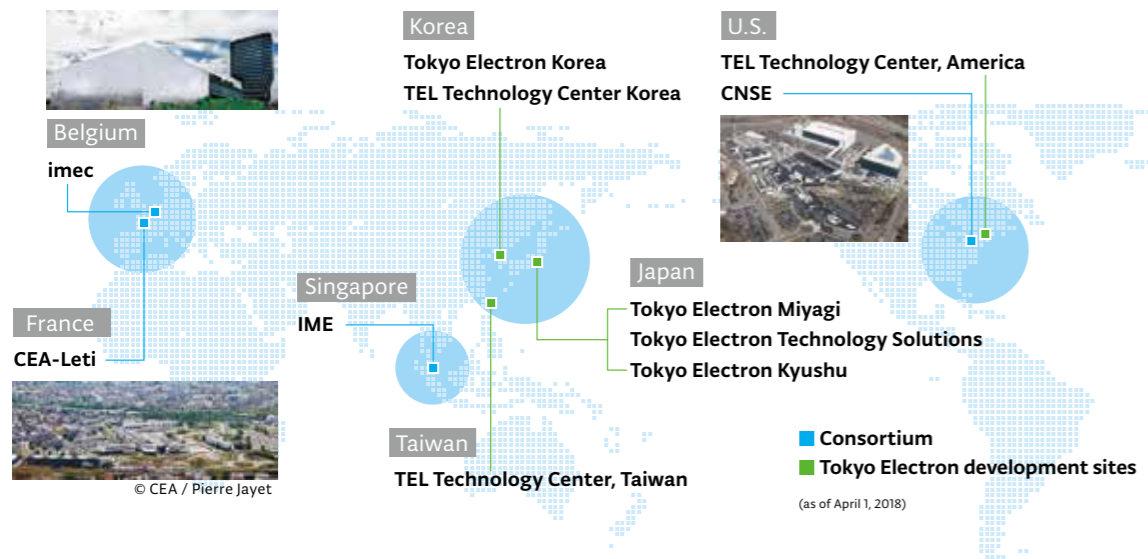 Belgium
imec
France
CEA-Leti
© CEA / Pierre Jayet
Singapore
IME
Korea
Tokyo Electron Korea
TEL Technology Center Korea
Taiwan
TEL Technology Center, Taiwan
Japan
Tokyo Electron Miyagi
Tokyo Electron Technology Solutions
Tokyo Electron Kyushu
U.S.
TEL Technology Center, America
CNSE
Consortium
Tokyo Electron development sites
(as of April 1, 2018)